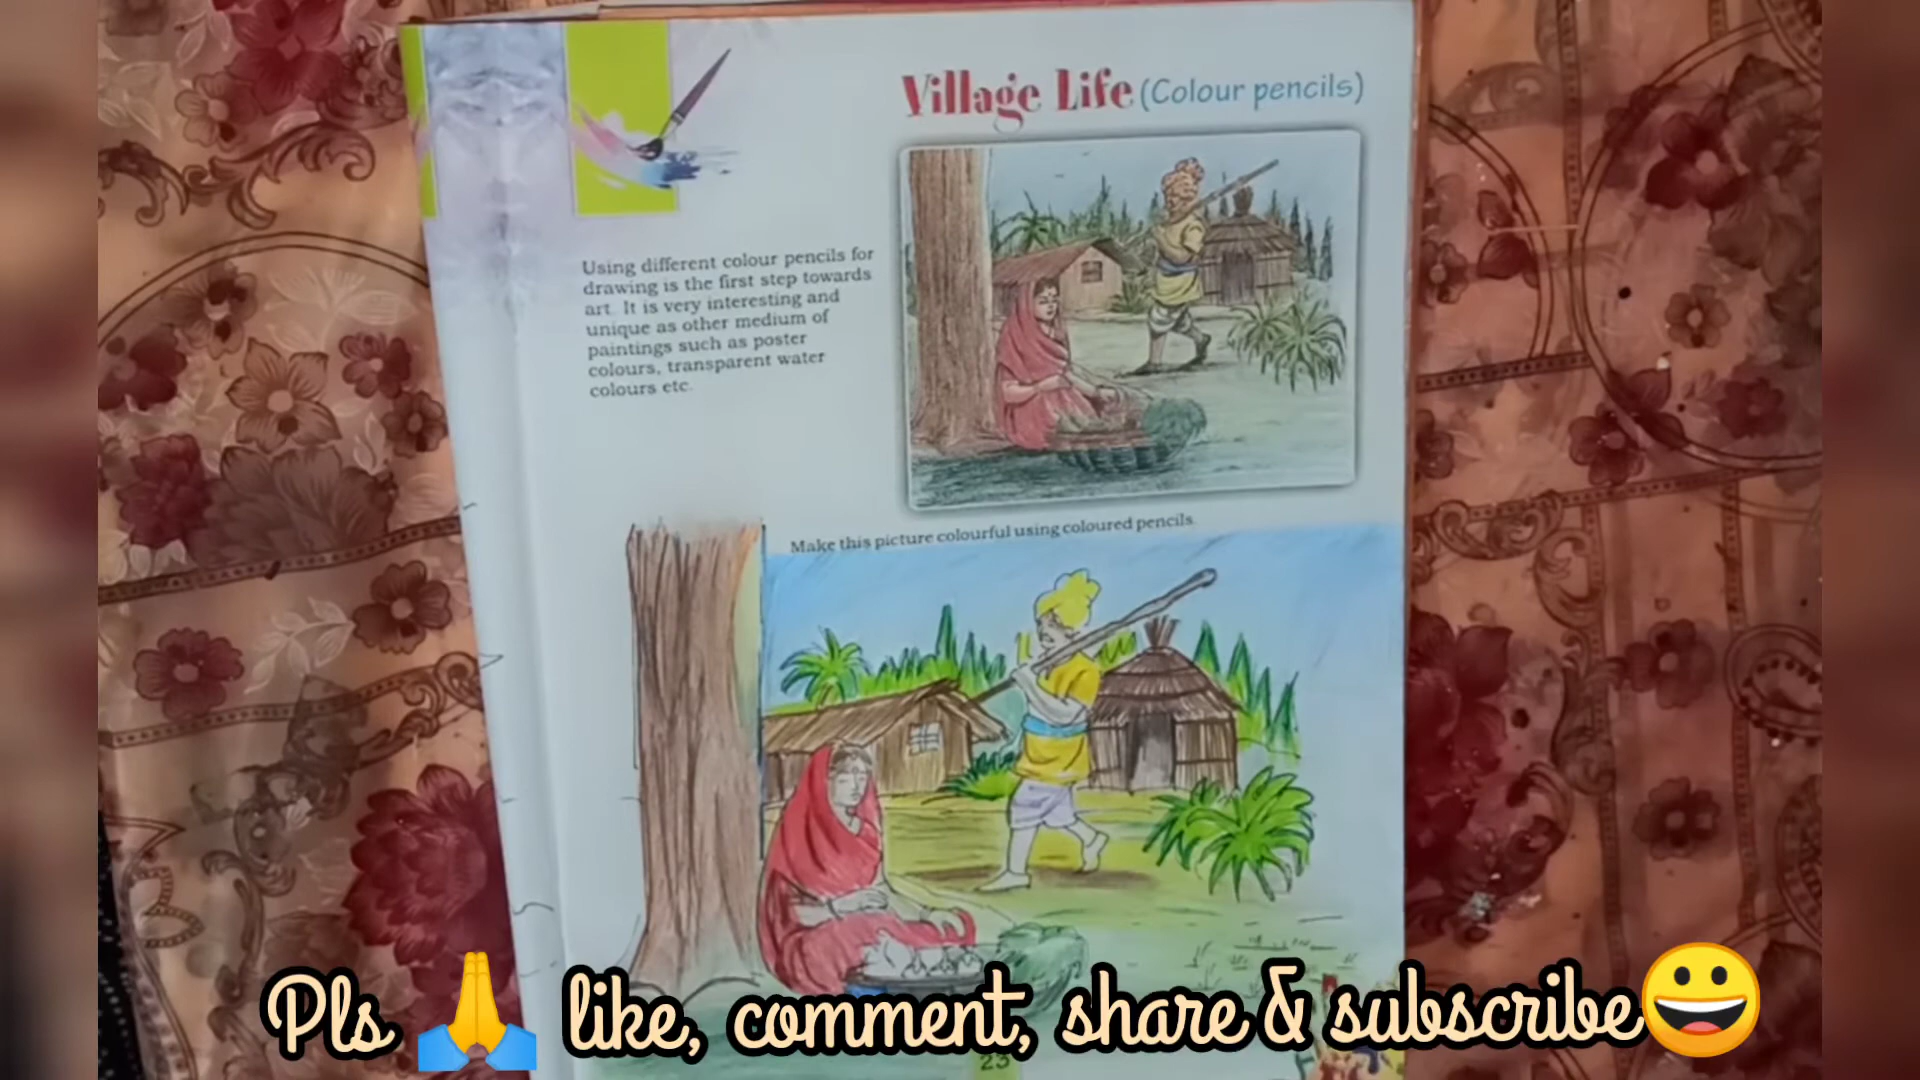 Village Life (Colour pencils)
Using different colour pencils for
drawing is the first step towards
art. It is very interesting and
unique as other medium of
paintings such as poster
colours, transparent water
colours etc.
Make this picture colourful using coloured pencils.
Pls 🙏 like, comment, share & subscribe😀
23